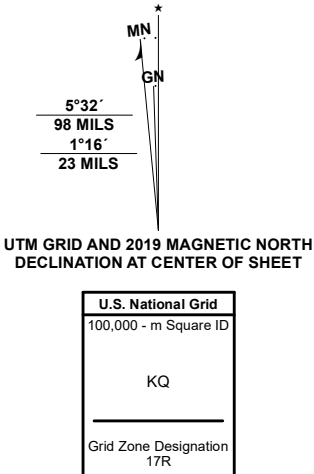 ★
MN
GN
5°32´
98 MILS
1°16´
23 MILS
UTM GRID AND 2019 MAGNETIC NORTH
DECLINATION AT CENTER OF SHEET
U.S. National Grid
100,000 - m Square ID
KQ
Grid Zone Designation
17R